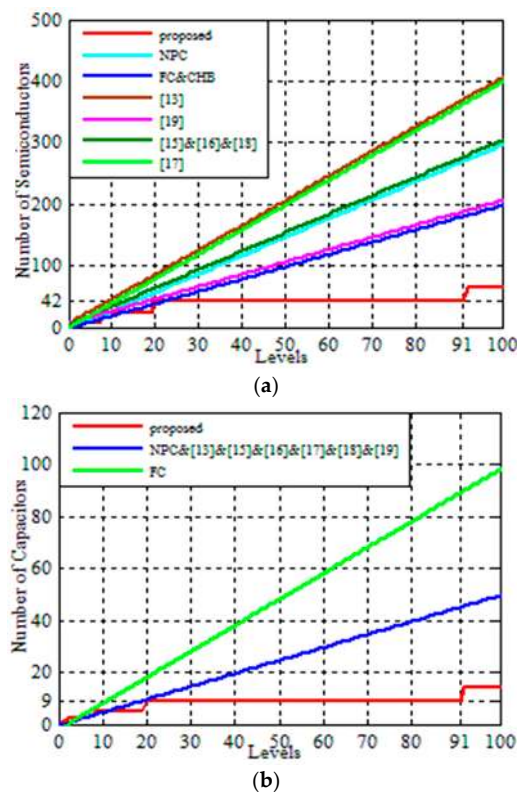 500
400
300
200
100
42
0
Number of Semiconductors
proposed
NPC
FC&CHB
[13]
[19]
[15]&[16]&[18]
[17]
0 10 20 30 40 50 60 70 80 91 100
Levels
(a)
120
100
80
60
40
20
9
0
Number of Capacitors
proposed
NPC&[13]&[15]&[16]&[17]&[18]&[19]
FC
0 10 20 30 40 50 60 70 80 91 100
Levels
(b)